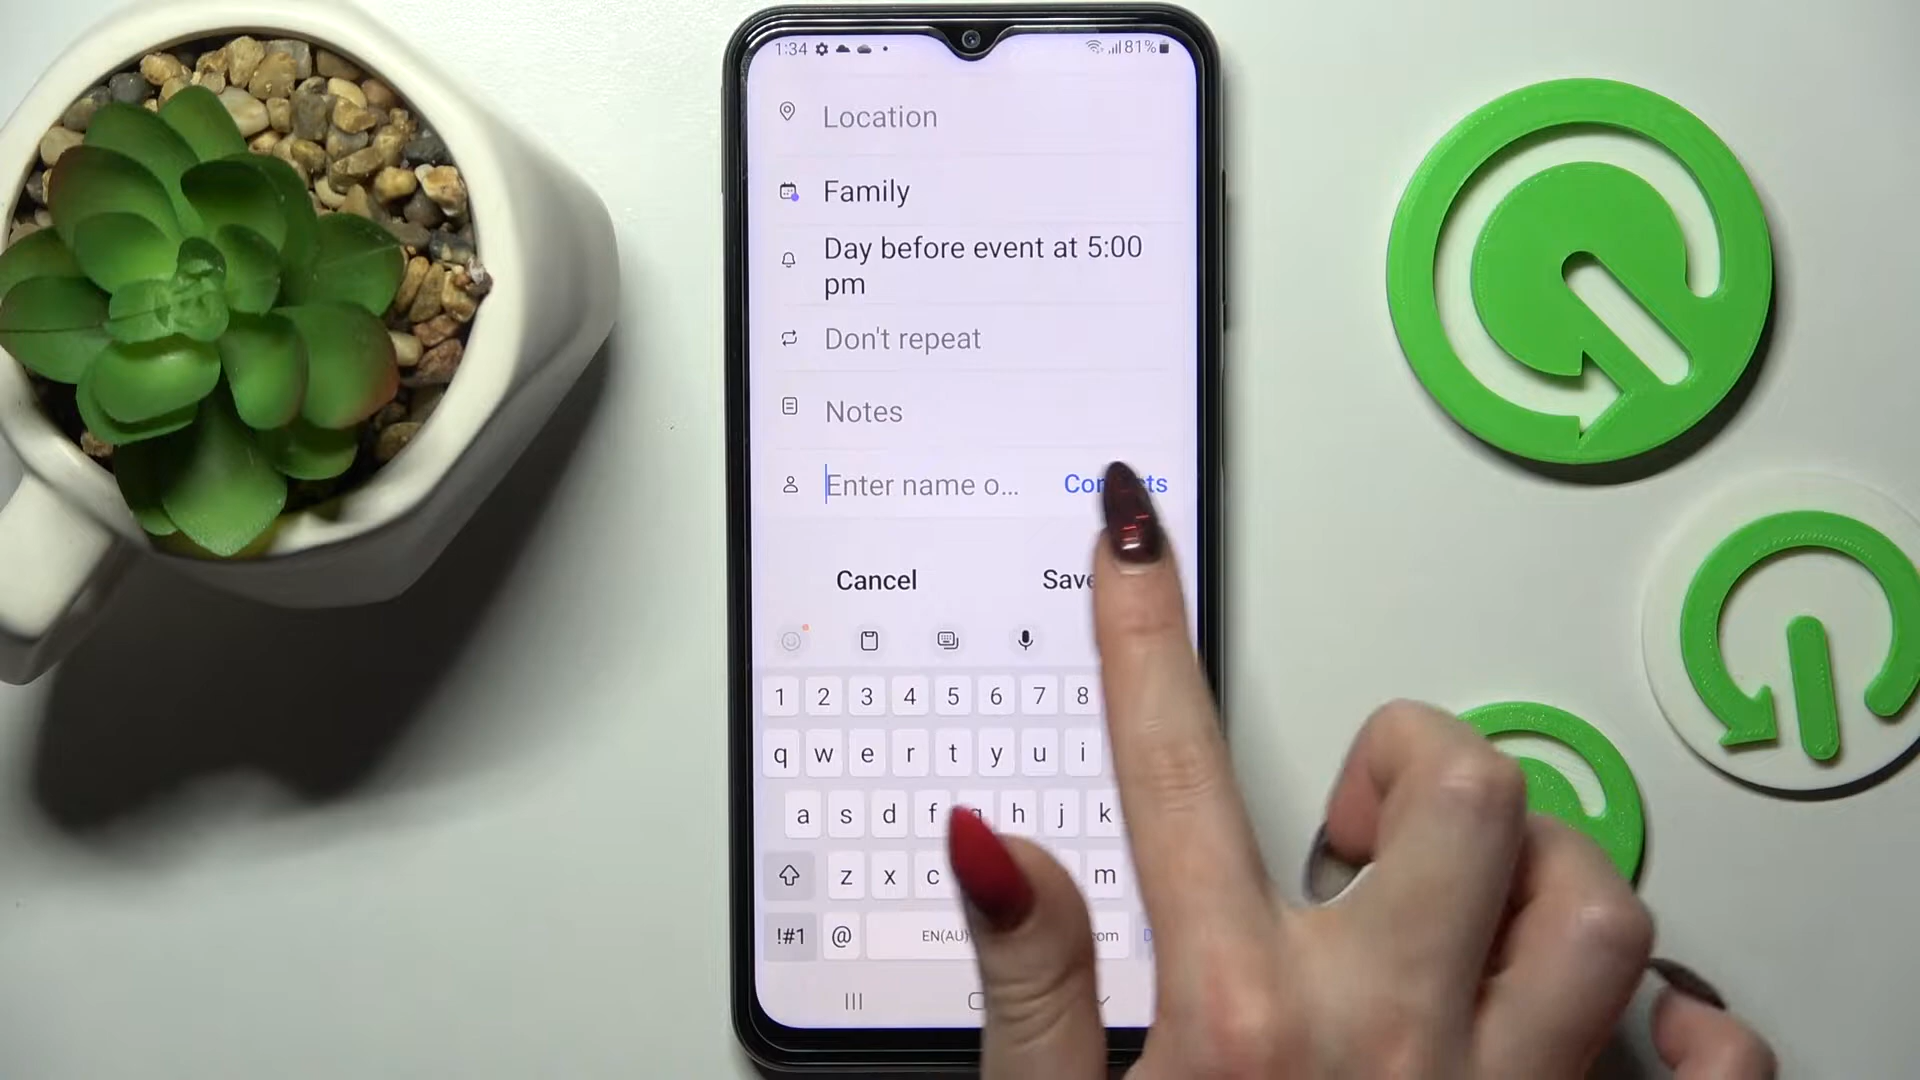 1:34 81%
Location
Family
Day before event at 5:00
pm
Don't repeat
Notes
Enter name o... Contacts
Cancel Save
1 2 3 4 5 6 7 8
q w e r t y u i
a s d f g h j k
z x c m
!#1 @ EN(AU) com